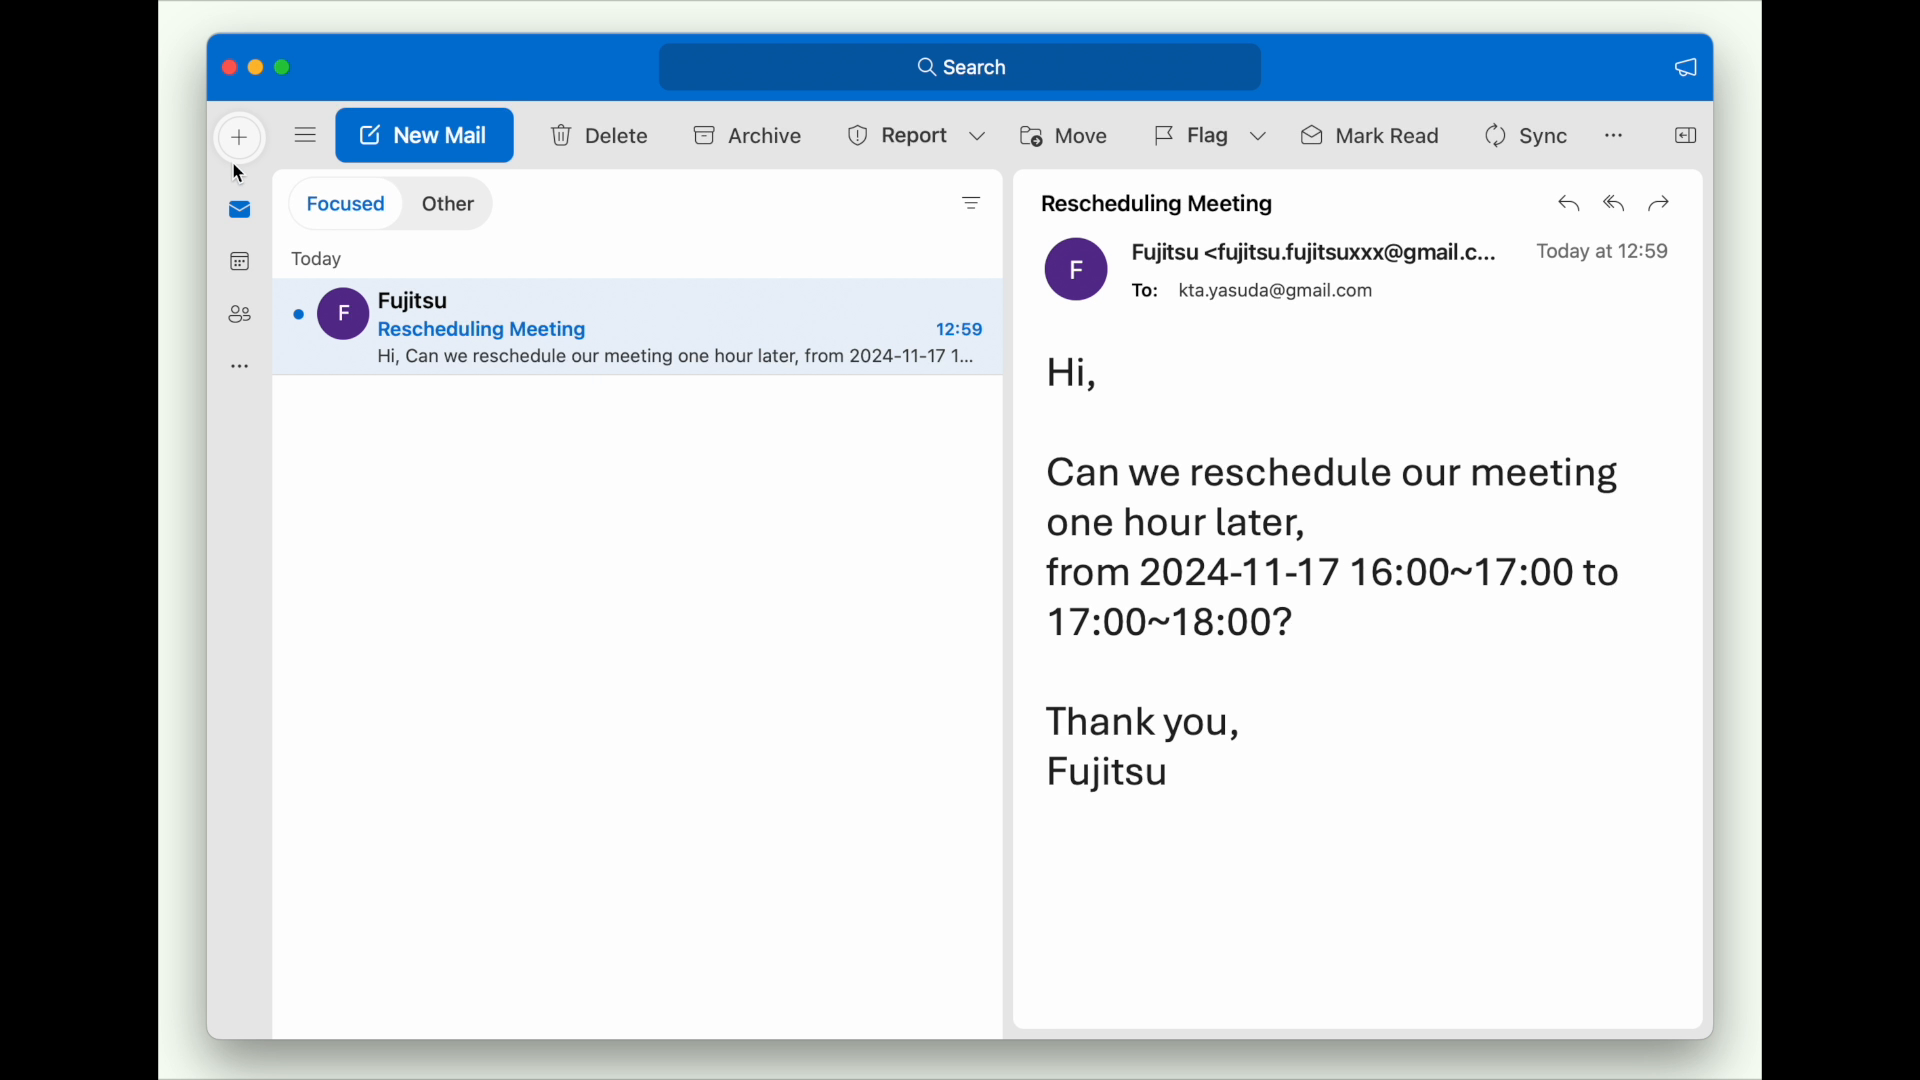 Search
New Mail
Delete
Archive
Report
Move
Flag
Mark Read
Sync
Focused
Other
Today
F
Fujitsu
Rescheduling Meeting
12:59
Hi, Can we reschedule our meeting one hour later, from 2024-11-17 1...
Rescheduling Meeting
F
Fujitsu <fujitsu.fujitsuxxx@gmail.c...
Today at 12:59
To: kta.yasuda@gmail.com
Hi,
Can we reschedule our meeting
one hour later,
from 2024-11-17 16:00~17:00 to
17:00~18:00?
Thank you,
Fujitsu